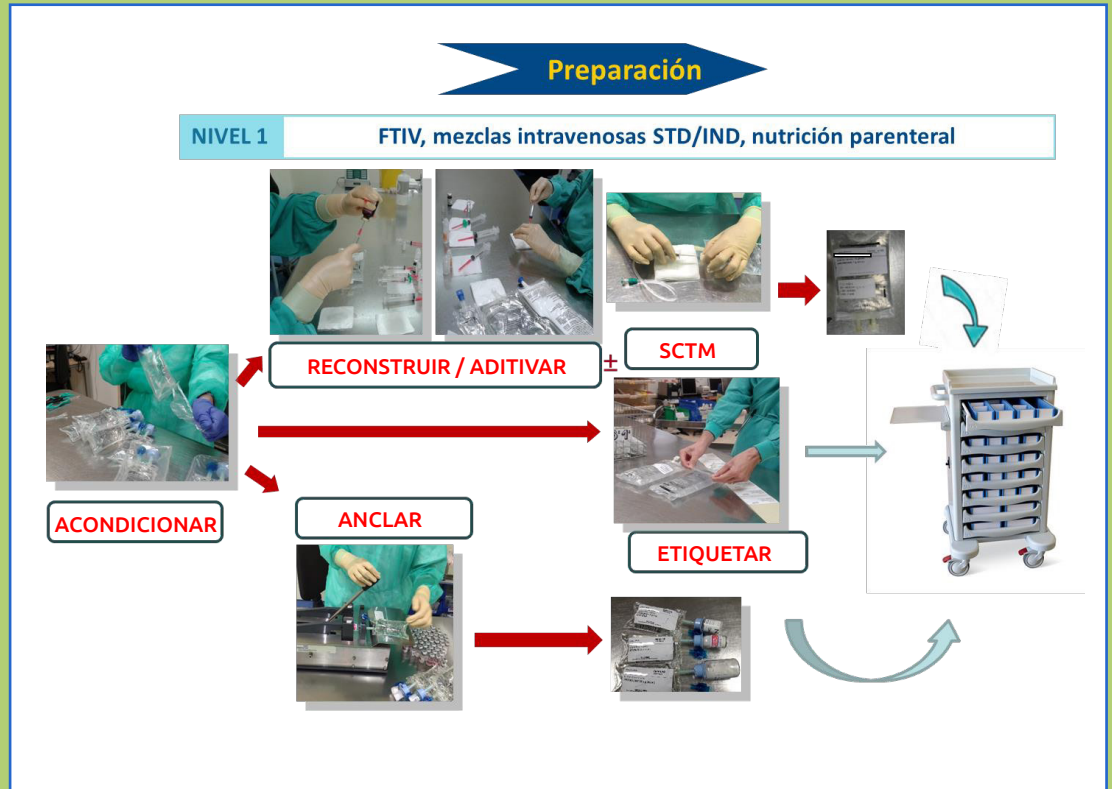 Preparación
NIVEL 1
FTIV, mezclas intravenosas STD/IND, nutrición parenteral
RECONSTRUIR / ADITIVAR
±
SCTM
ACONDICIONAR
ANCLAR
ETIQUETAR